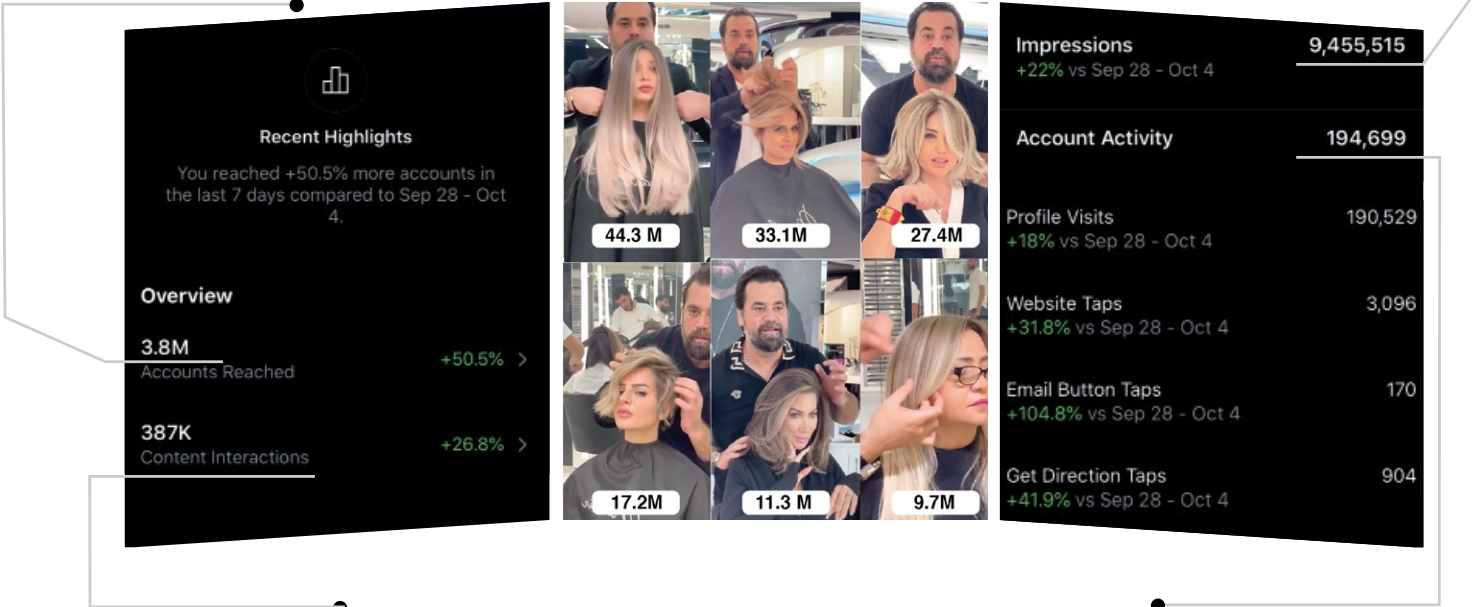 Recent Highlights
You reached +50.5% more accounts in
the last 7 days compared to Sep 28 - Oct
4.
Overview
3.8M
Accounts Reached
+50.5%
387K
Content Interactions
+26.8%
44.3 M
33.1M
27.4M
17.2M
11.3 M
9.7M
Impressions
9,455,515
+22% vs Sep 28 - Oct 4
Account Activity
194,699
Profile Visits
190,529
+18% vs Sep 28 - Oct 4
Website Taps
3,096
+31.8% vs Sep 28 - Oct 4
Email Button Taps
170
+104.8% vs Sep 28 - Oct 4
Get Direction Taps
904
+41.9% vs Sep 28 - Oct 4